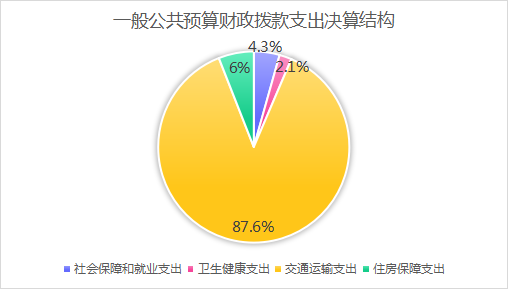 一般公共预算财政拨款支出决算结构
4.3%
2.1%
6%
87.6%
社会保障和就业支出 卫生健康支出 交通运输支出 住房保障支出